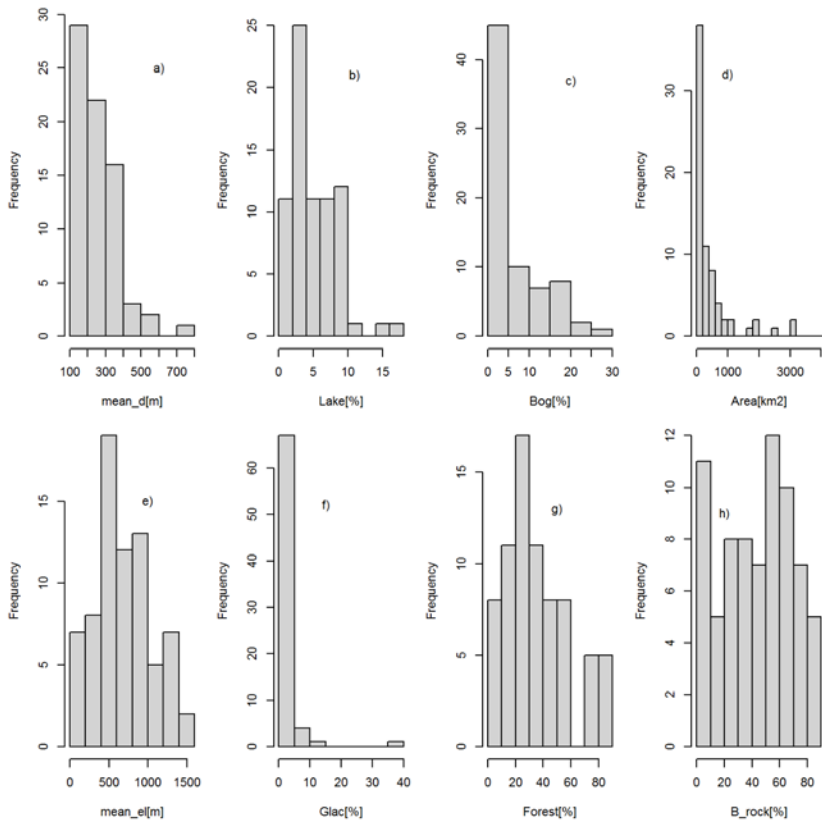 a)
Frequency
0 5 10 15 20 25 30
100 300 500 700
mean_d[m]
b)
Frequency
0 5 10 15 20 25
0 5 10 15
Lake[%]
c)
Frequency
0 10 20 30 40
0 5 10 20 30
Bog[%]
d)
Frequency
0 10 20 30
0 1000 3000
Area[km2]
e)
Frequency
0 5 10 15
0 500 1000 1500
mean_el[m]
f)
Frequency
0 10 20 30 40 50 60
0 10 20 30 40
Glac[%]
g)
Frequency
0 5 10 15
0 20 40 60 80
Forest[%]
h)
Frequency
0 2 4 6 8 10 12
0 20 40 60 80
B_rock[%]